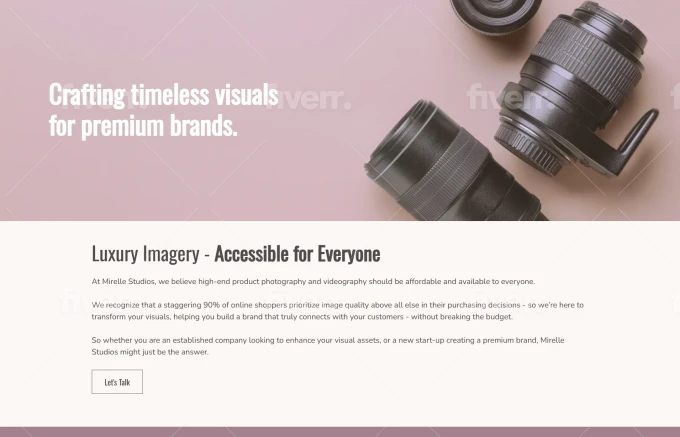 Crafting timeless visuals
for premium brands.
fiverr.
Luxury Imagery - Accessible for Everyone
At Mirelle Studios, we believe high-end product photography and videography should be affordable and available to everyone.
We recognize that a staggering 90% of online shoppers prioritize image quality above all else in their purchasing decisions - so we're here to
transform your visuals, helping you build a brand that truly connects with your customers - without breaking the budget.
So whether you are an established company looking to enhance your visual assets, or a new start-up creating a premium brand, Mirelle
Studios might just be the answer.
Let's Talk